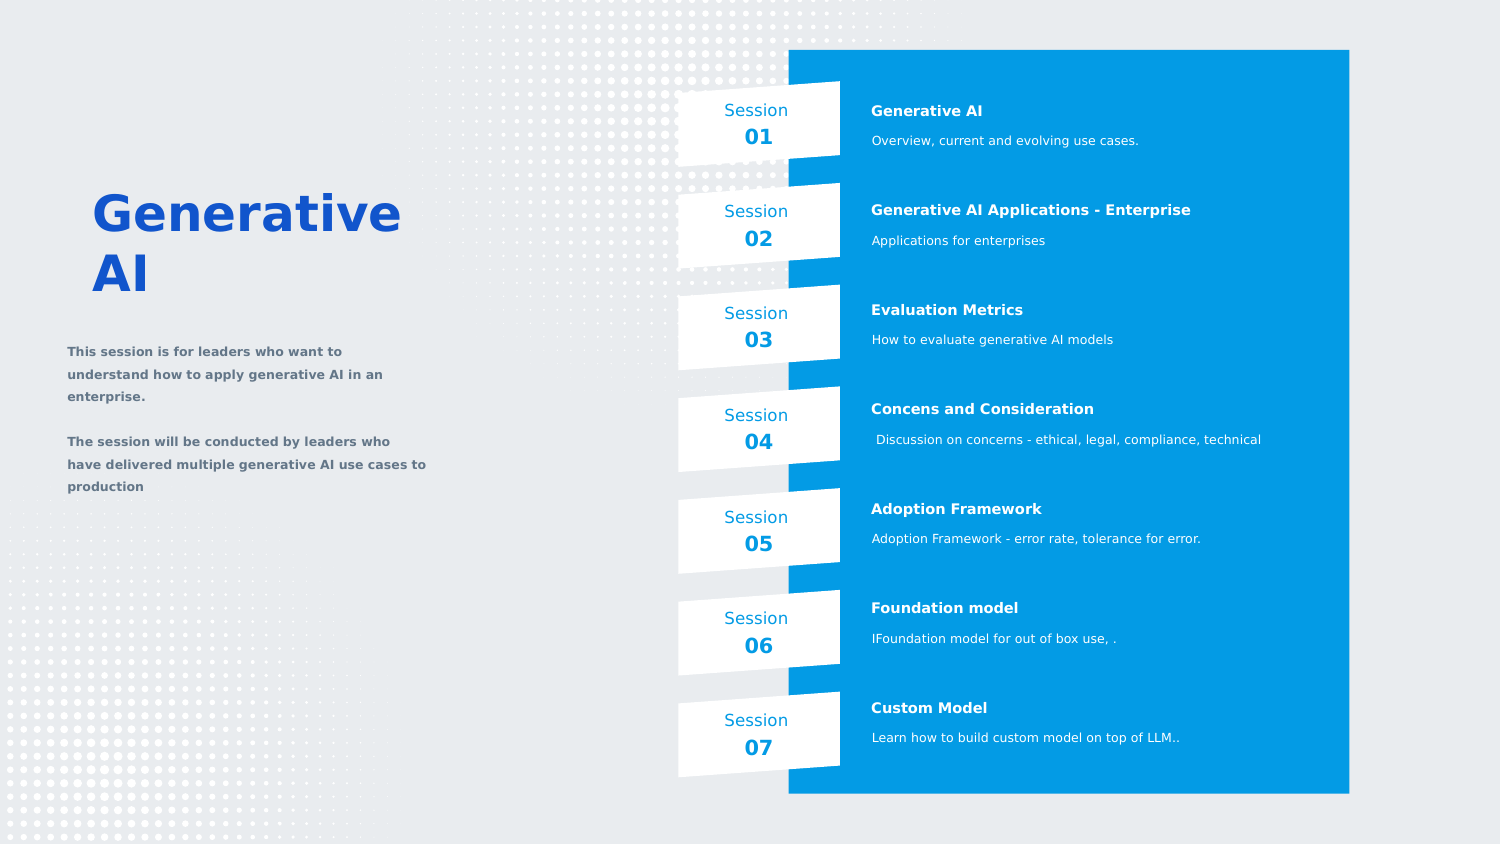 Generative
AI
This session is for leaders who want to
understand how to apply generative AI in an
enterprise.
The session will be conducted by leaders who
have delivered multiple generative AI use cases to
production
Session
01
Generative AI
Overview, current and evolving use cases.
Session
02
Generative AI Applications - Enterprise
Applications for enterprises
Session
03
Evaluation Metrics
How to evaluate generative AI models
Session
04
Concens and Consideration
Discussion on concerns - ethical, legal, compliance, technical
Session
05
Adoption Framework
Adoption Framework - error rate, tolerance for error.
Session
06
Foundation model
IFoundation model for out of box use, .
Session
07
Custom Model
Learn how to build custom model on top of LLM..